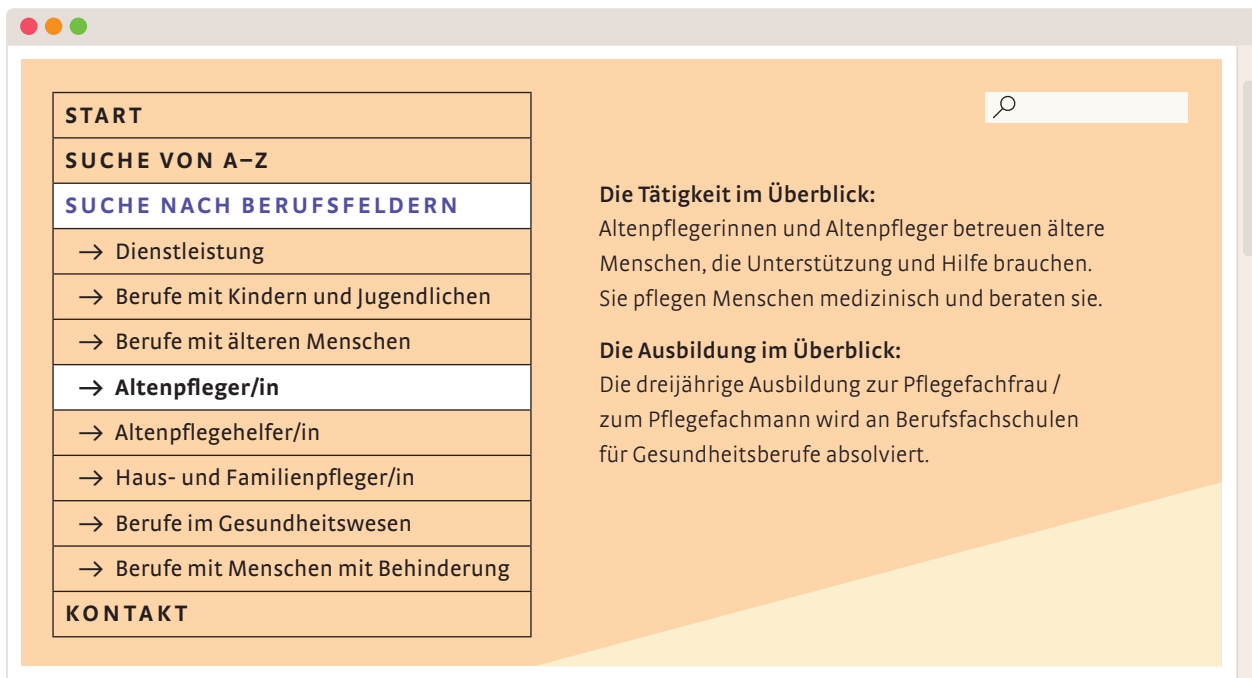 START
SUCHE VON A–Z
SUCHE NACH BERUFSFELDERN
→ Dienstleistung
→ Berufe mit Kindern und Jugendlichen
→ Berufe mit älteren Menschen
→ Altenpfleger/in
→ Altenpflegehelfer/in
→ Haus- und Familienpfleger/in
→ Berufe im Gesundheitswesen
→ Berufe mit Menschen mit Behinderung
KONTAKT
Die Tätigkeit im Überblick:
Altenpflegerinnen und Altenpfleger betreuen ältere
Menschen, die Unterstützung und Hilfe brauchen.
Sie pflegen Menschen medizinisch und beraten sie.
Die Ausbildung im Überblick:
Die dreijährige Ausbildung zur Pflegefachfrau /
zum Pflegefachmann wird an Berufsfachschulen
für Gesundheitsberufe absolviert.